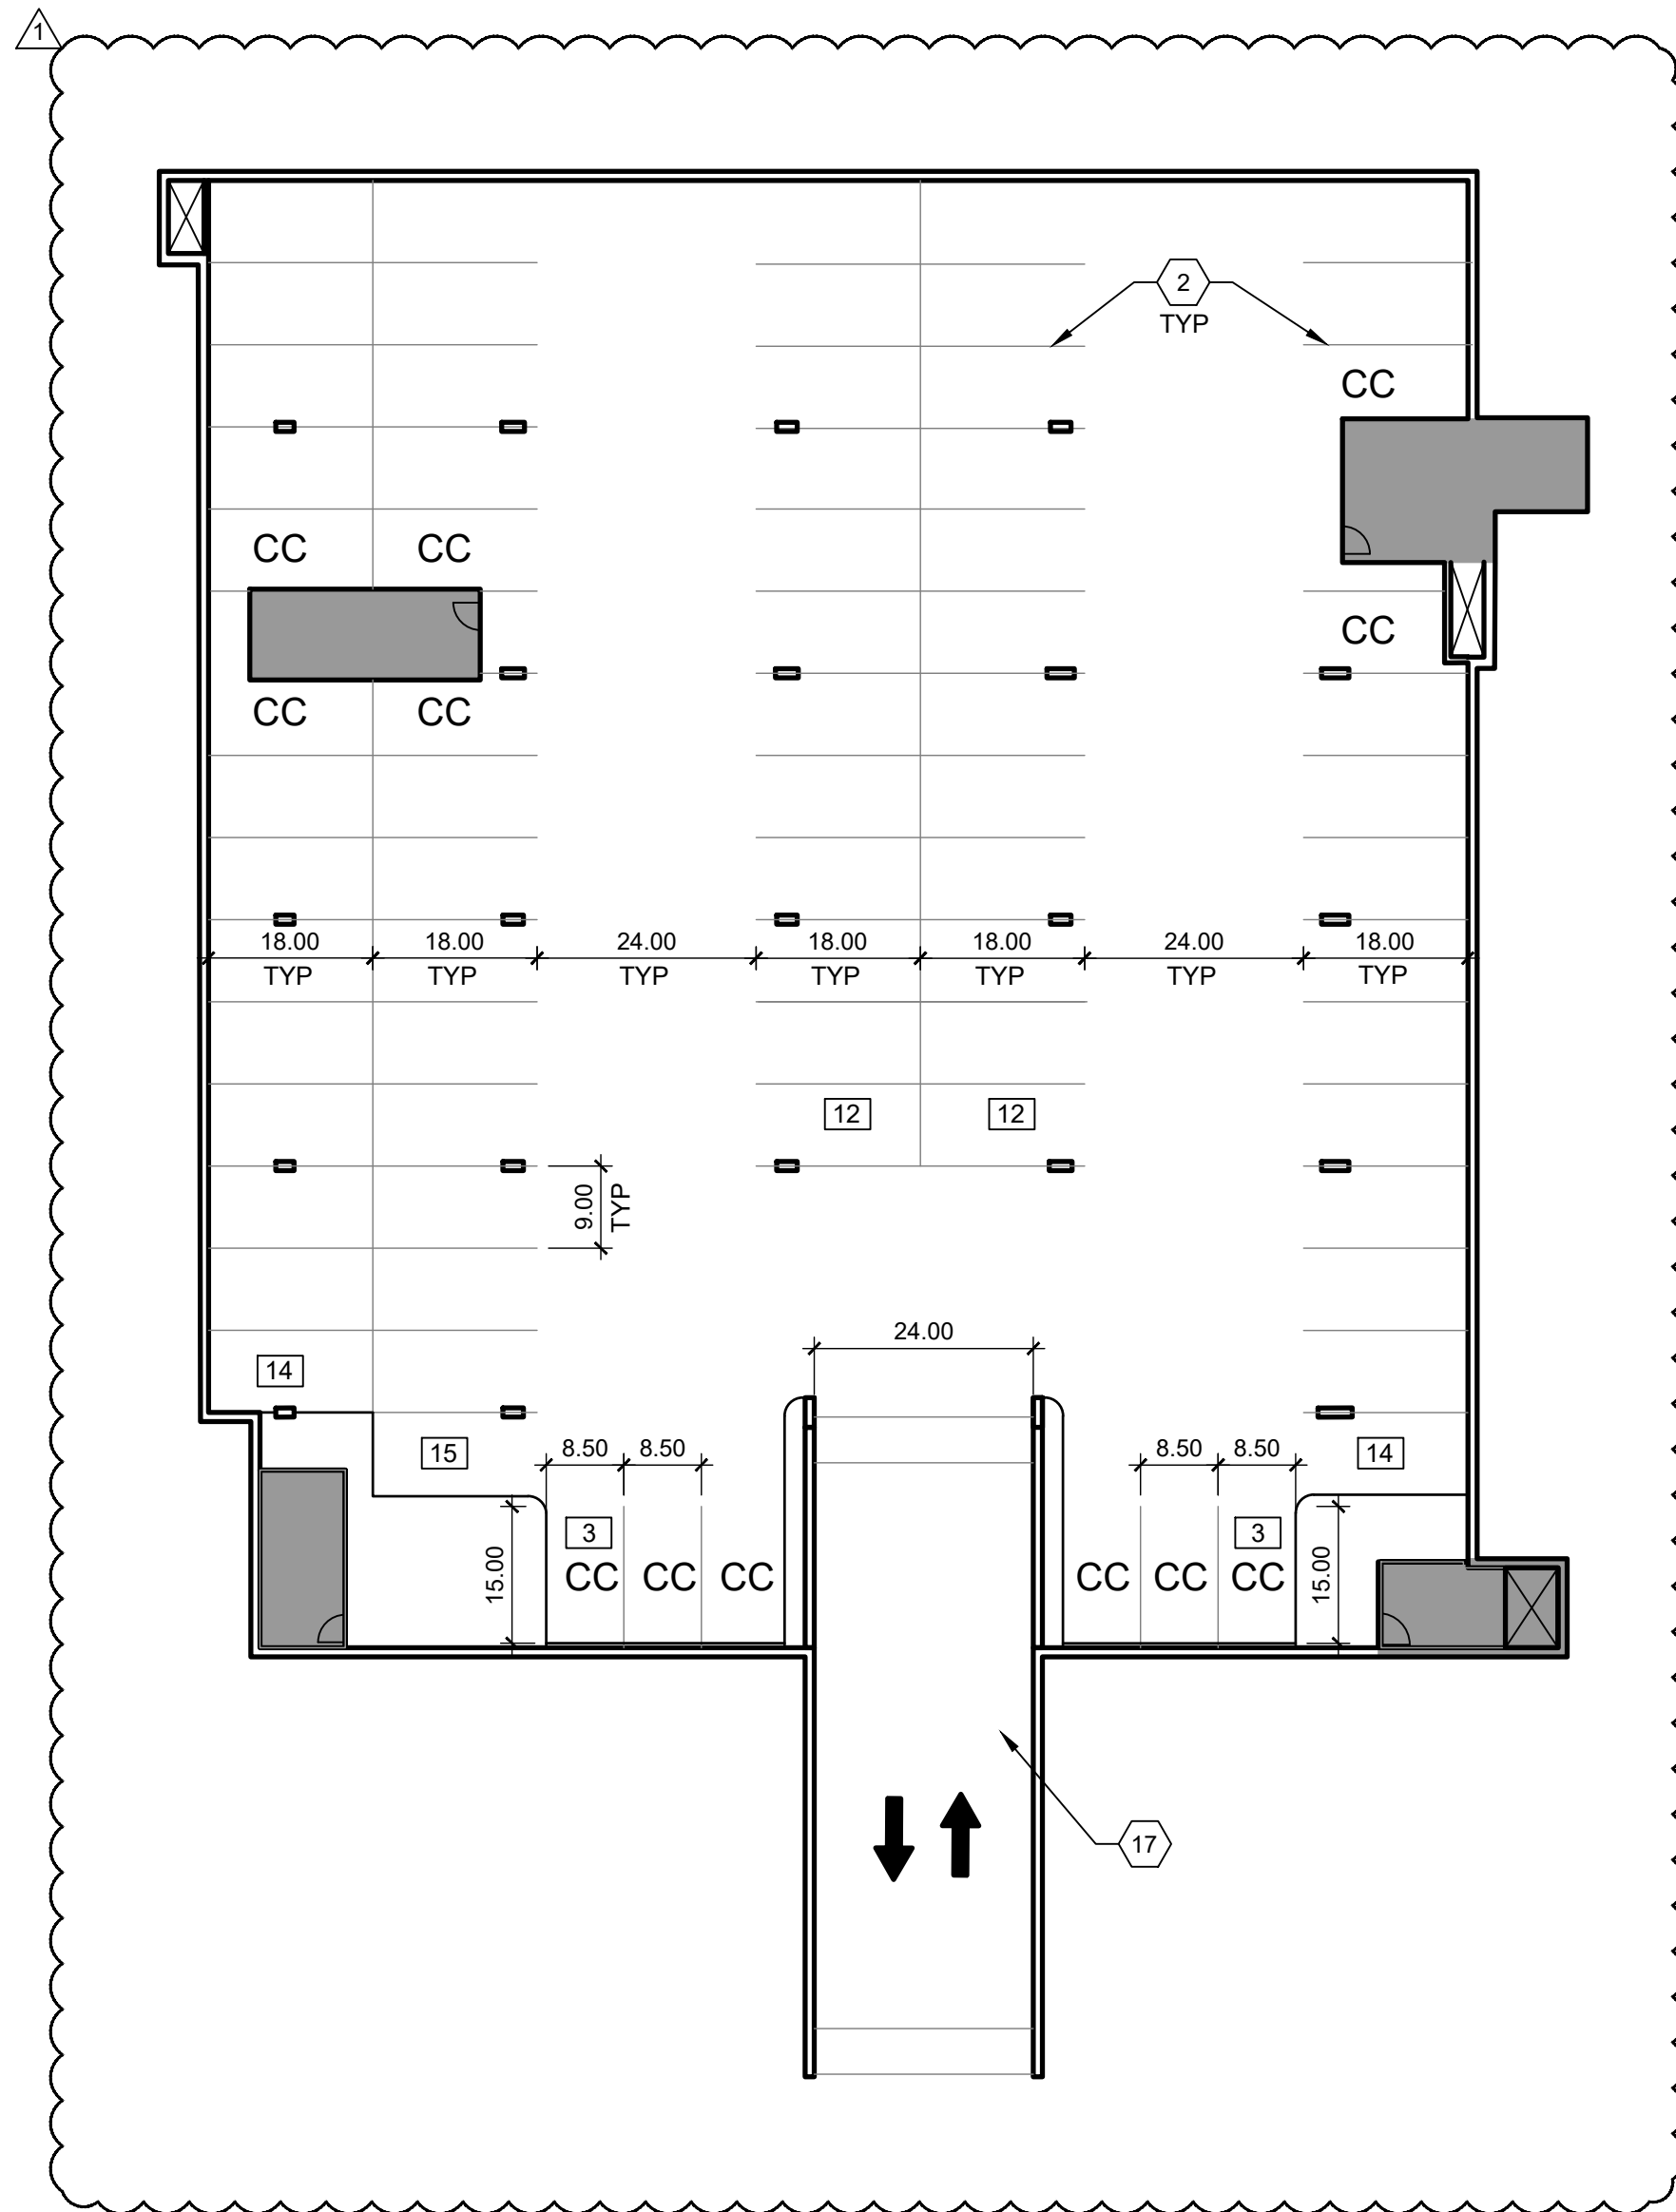 1
2
TYP
CC
CC CC
CC
CC CC
18.00 18.00 24.00 18.00 18.00 24.00 18.00
TYP TYP TYP TYP TYP TYP TYP
12 12
9.00
TYP
24.00
14
15 8.50 8.50 8.50 8.50 14
3 3
15.00 CC CC CC CC CC CC 15.00
17